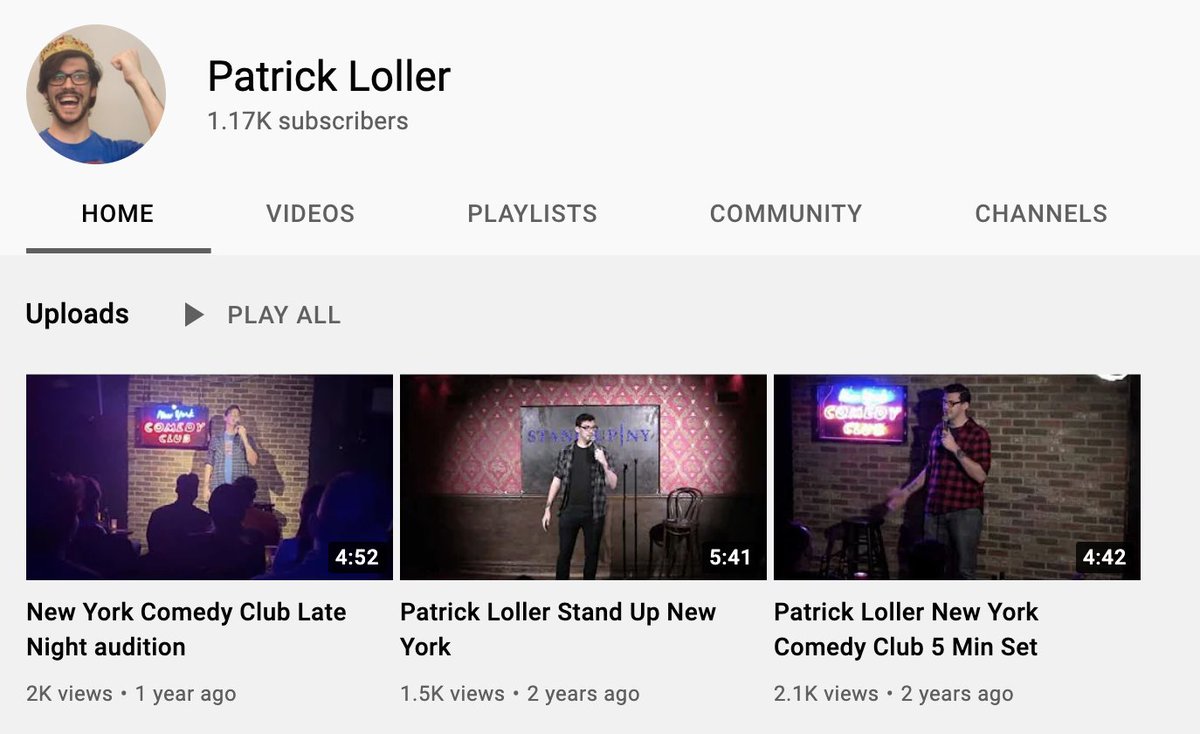 Patrick Loller
1.17K subscribers
HOME
VIDEOS
PLAYLISTS
COMMUNITY
CHANNELS
Uploads
PLAY ALL
New York
COMEDY
CLUB
4:52
STAND UP NY
5:41
New York
COMEDY
CLUB
4:42
New York Comedy Club Late
Night audition
2K views • 1 year ago
Patrick Loller Stand Up New
York
1.5K views • 2 years ago
Patrick Loller New York
Comedy Club 5 Min Set
2.1K views • 2 years ago